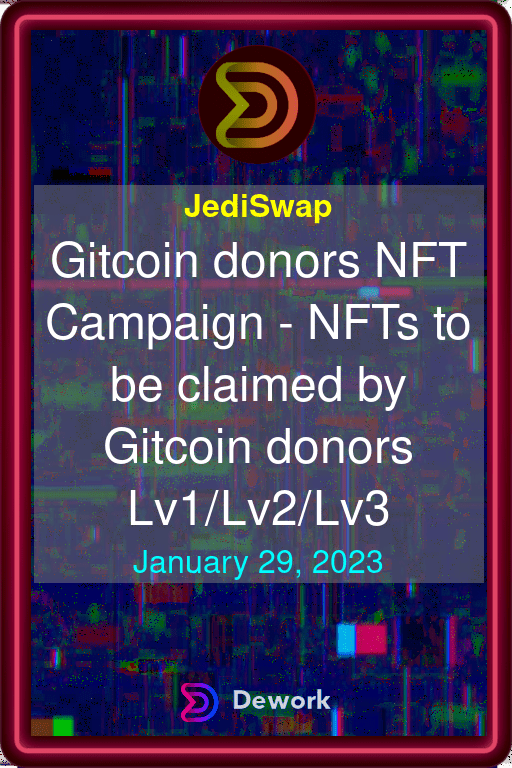 JediSwap
Gitcoin donors NFT
Campaign - NFTs to
be claimed by
Gitcoin donors
Lv1/Lv2/Lv3
January 29, 2023
Dework